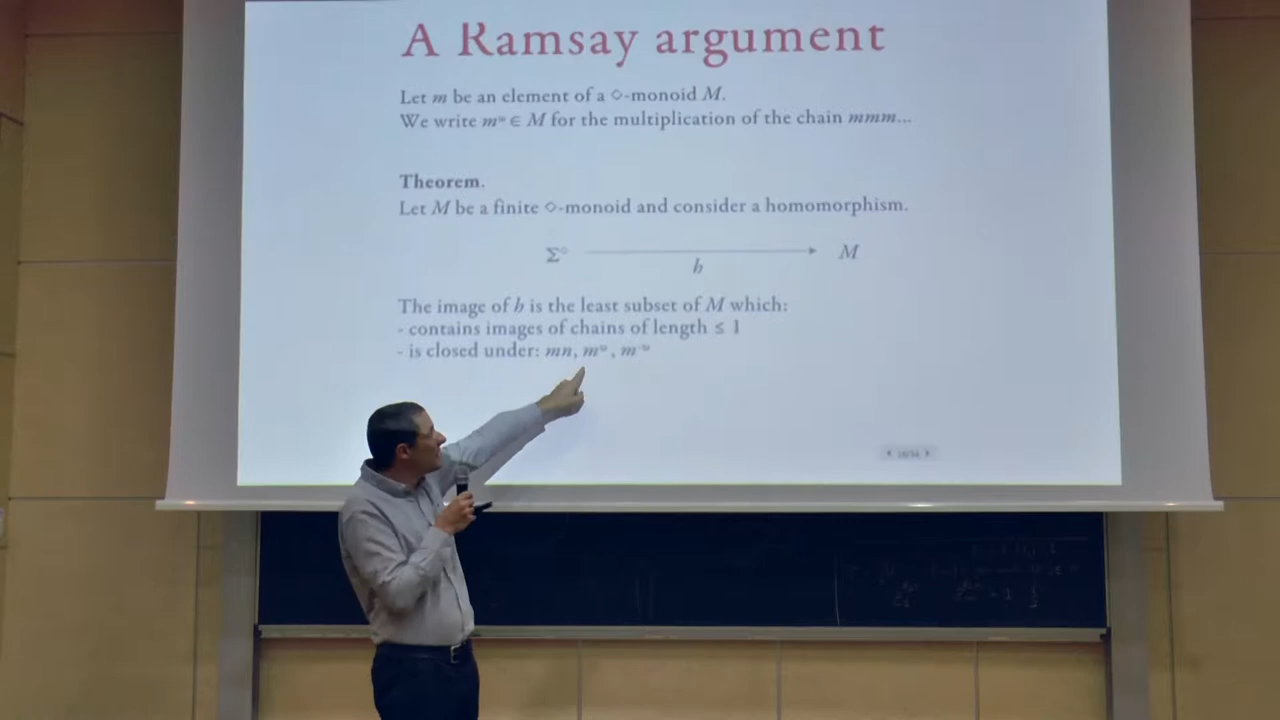 A Ramsay argument
Let m be an element of a ◇-monoid M.
We write mᵚ ∈ M for the multiplication of the chain mmm...
Theorem.
Let M be a finite ◇-monoid and consider a homomorphism.
Σ° M
h
The image of h is the least subset of M which:
- contains images of chains of length ≤ 1
- is closed under: mn, mᵚ, m⁻ᵚ